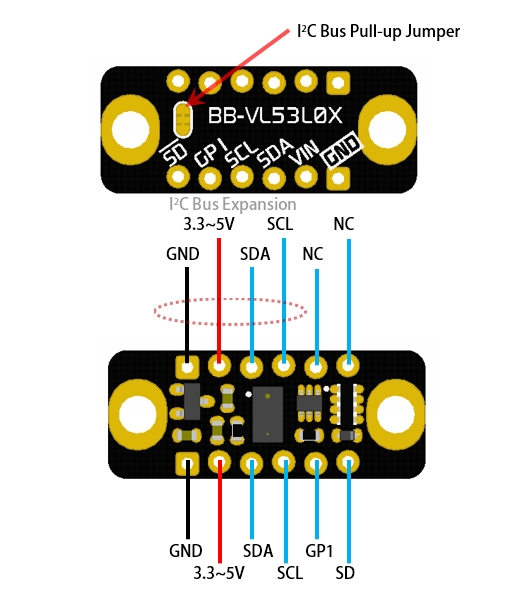 I²C Bus Pull-up Jumper
BB-VL53L0X
SD GPI SCL SDA VIN GND
I²C Bus Expansion
3.3~5V SCL NC
GND SDA NC
GND SDA GP1
3.3~5V SCL SD